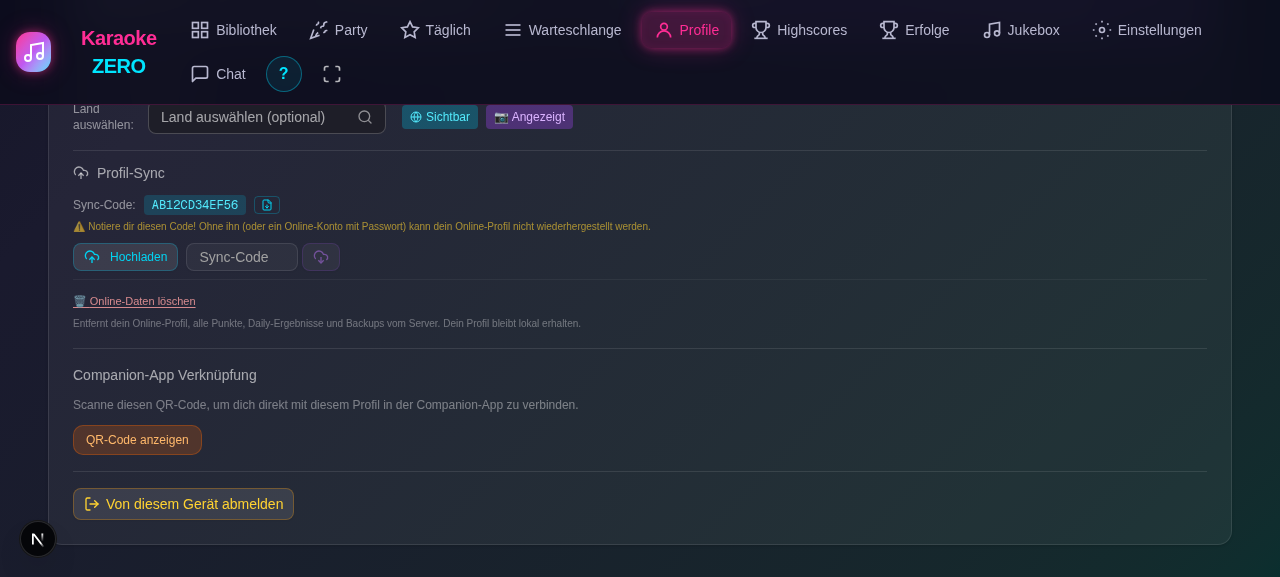 Karaoke
ZERO
Bibliothek
Party
Täglich
Warteschlange
Profile
Highscores
Erfolge
Jukebox
Einstellungen
Chat
?
Land
auswählen:
Land auswählen (optional)
Sichtbar
📷 Angezeigt
Profil-Sync
Sync-Code:
AB12CD34EF56
⚠️ Notiere dir diesen Code! Ohne ihn (oder ein Online-Konto mit Passwort) kann dein Online-Profil nicht wiederhergestellt werden.
Hochladen
Sync-Code
🗑️ Online-Daten löschen
Entfernt dein Online-Profil, alle Punkte, Daily-Ergebnisse und Backups vom Server. Dein Profil bleibt lokal erhalten.
Companion-App Verknüpfung
Scanne diesen QR-Code, um dich direkt mit diesem Profil in der Companion-App zu verbinden.
QR-Code anzeigen
Von diesem Gerät abmelden
N